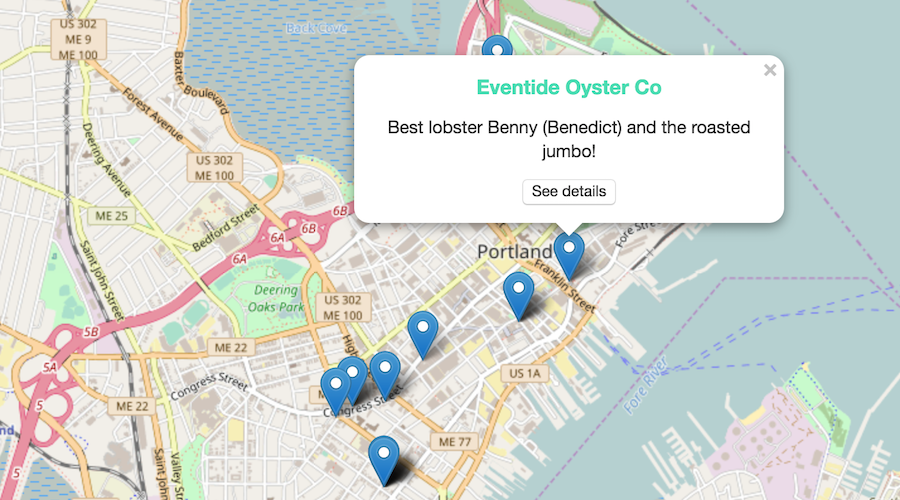 US 302
ME 9
ME 100
Back Cove
×
Eventide Oyster Co
Best lobster Benny (Benedict) and the roasted
jumbo!
See details
Baxter Boulevard
Forest Avenue
US 302
ME 100
Deering Avenue
ME 25
Bedford Street
6B
6B
6A
6A
Saint John Street
Portland
Fore Street
Franklin Street
Deering
Oaks Park
US 302
ME 100
5B
ME 22
5A
Congress Street
US 1A
Fore River
5
ME 22
Congress Street
ME 77
Valley Street
Saint John
5